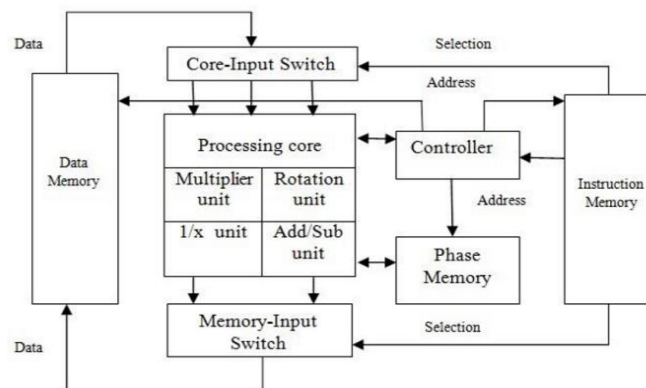 Data
Core-Input Switch
Selection
Address
Data
Memory
Processing core
Controller
Multiplier
unit
Rotation
unit
Instruction
Memory
Address
1/x unit
Add/Sub
unit
Phase
Memory
Memory-Input
Switch
Selection
Data